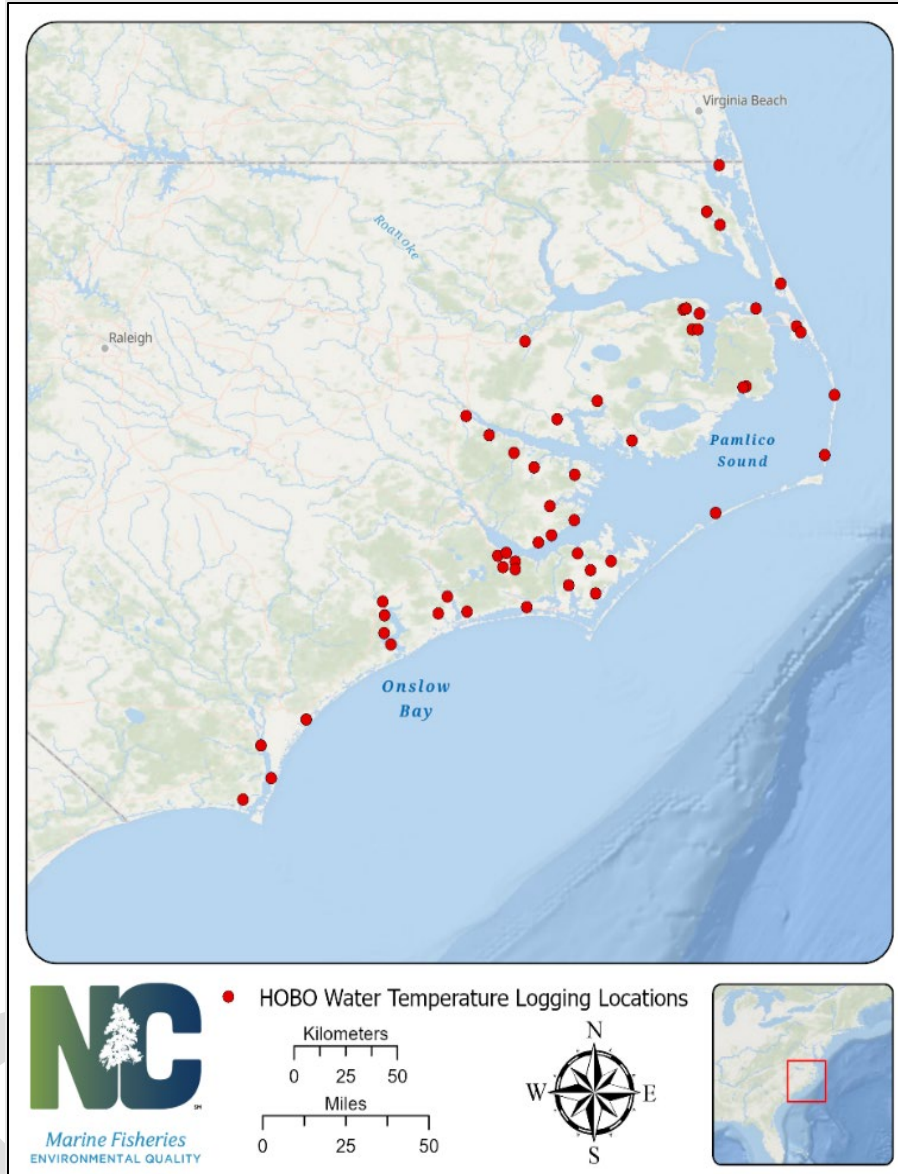 Virginia Beach
Roanoke
Raleigh
Pamlico
Sound
Onslow
Bay
NC
SM
Marine Fisheries
ENVIRONMENTAL QUALITY
HOBO Water Temperature Logging Locations
Kilometers
0 25 50
Miles
0 25 50
N
W E
S